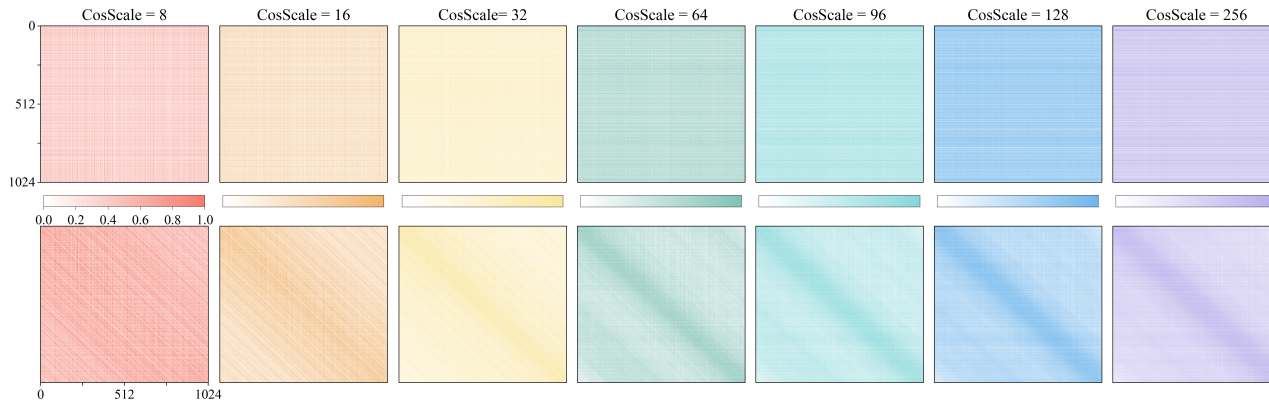 CosScale = 8 CosScale = 16 CosScale= 32 CosScale = 64 CosScale = 96 CosScale = 128 CosScale = 256
0
512
1024
0.0 0.2 0.4 0.6 0.8 1.0
0 512 1024